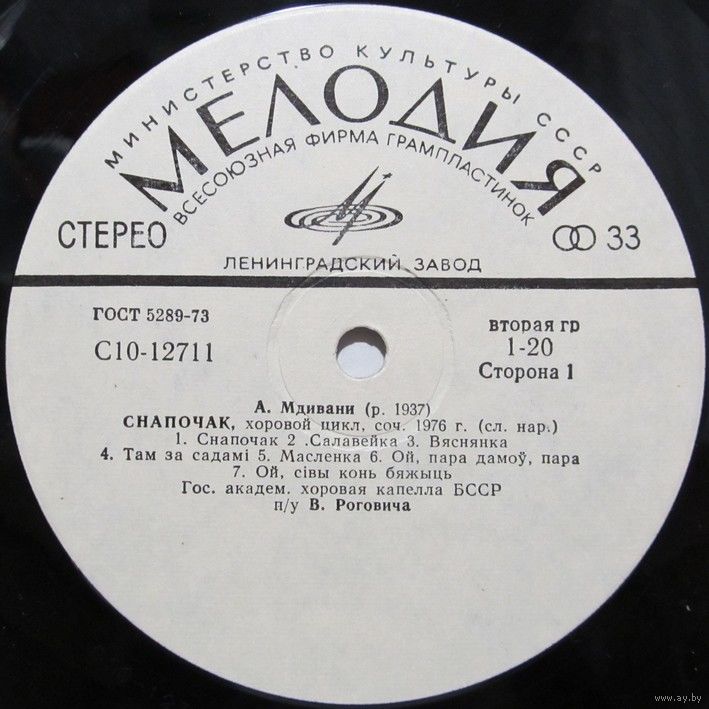 МИНИСТЕРСТВО КУЛЬТУРЫ СССР
МЕЛОДИЯ
ВСЕСОЮЗНАЯ ФИРМА ГРАМПЛАСТИНОК
СТЕРЕО
33
ЛЕНИНГРАДСКИЙ ЗАВОД
ГОСТ 5289-73
С10-12711
вторая гр
1-20
Сторона 1
А. Мдивани (р. 1937)
СНАПОЧАК, хоровой цикл, соч. 1976 г. (сл. нар.)
1. Снапочак 2 .Салавейка 3. Вяснянка
4. Там за садамі 5. Масленка 6. Ой, пара дамоў, пара
7. Ой, сівы конь бяжыць
Гос. академ. хоровая капелла БССР
п/у В. Роговича
www.ay.by